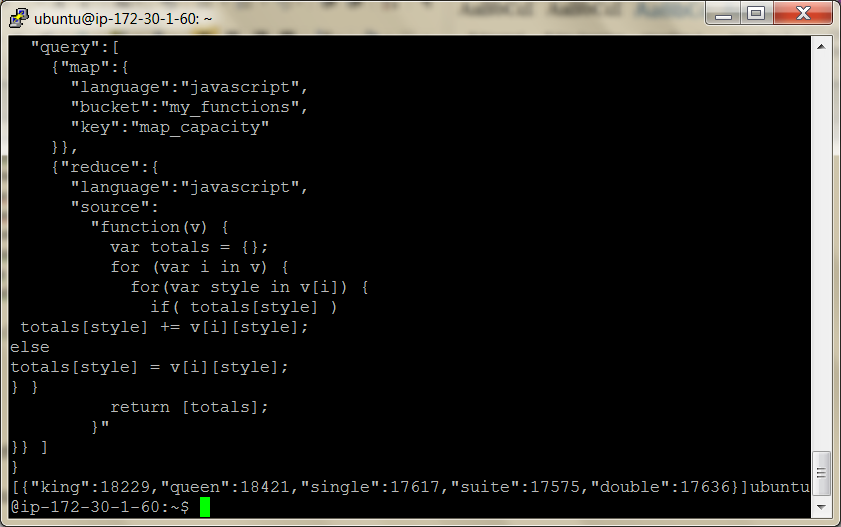 ubuntu@ip-172-30-1-60: ~
  "query":[
    {"map":{
      "language":"javascript",
      "bucket":"my_functions",
      "key":"map_capacity"
    }},
    {"reduce":{
      "language":"javascript",
      "source":
        "function(v) {
          var totals = {};
          for (var i in v) {
            for(var style in v[i]) {
              if( totals[style] )
 totals[style] += v[i][style];
else
totals[style] = v[i][style];
} }
          return [totals];
        }"
}} ]
}
[{"king":18229,"queen":18421,"single":17617,"suite":17575,"double":17636}]ubuntu
@ip-172-30-1-60:~$